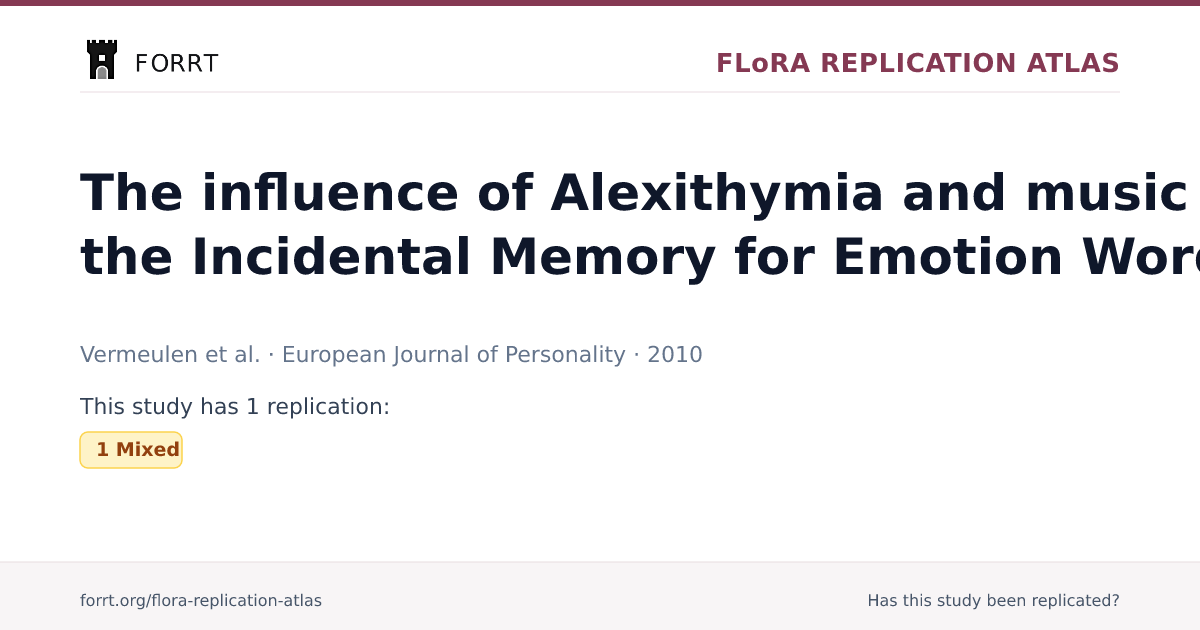 FORRT
FLoRA REPLICATION ATLAS
The influence of Alexithymia and music
the Incidental Memory for Emotion
Vermeulen et al. · European Journal of Personality · 2010
This study has 1 replication:
1 Mixed
forrt.org/flora-replication-atlas
Has this study been replicated?